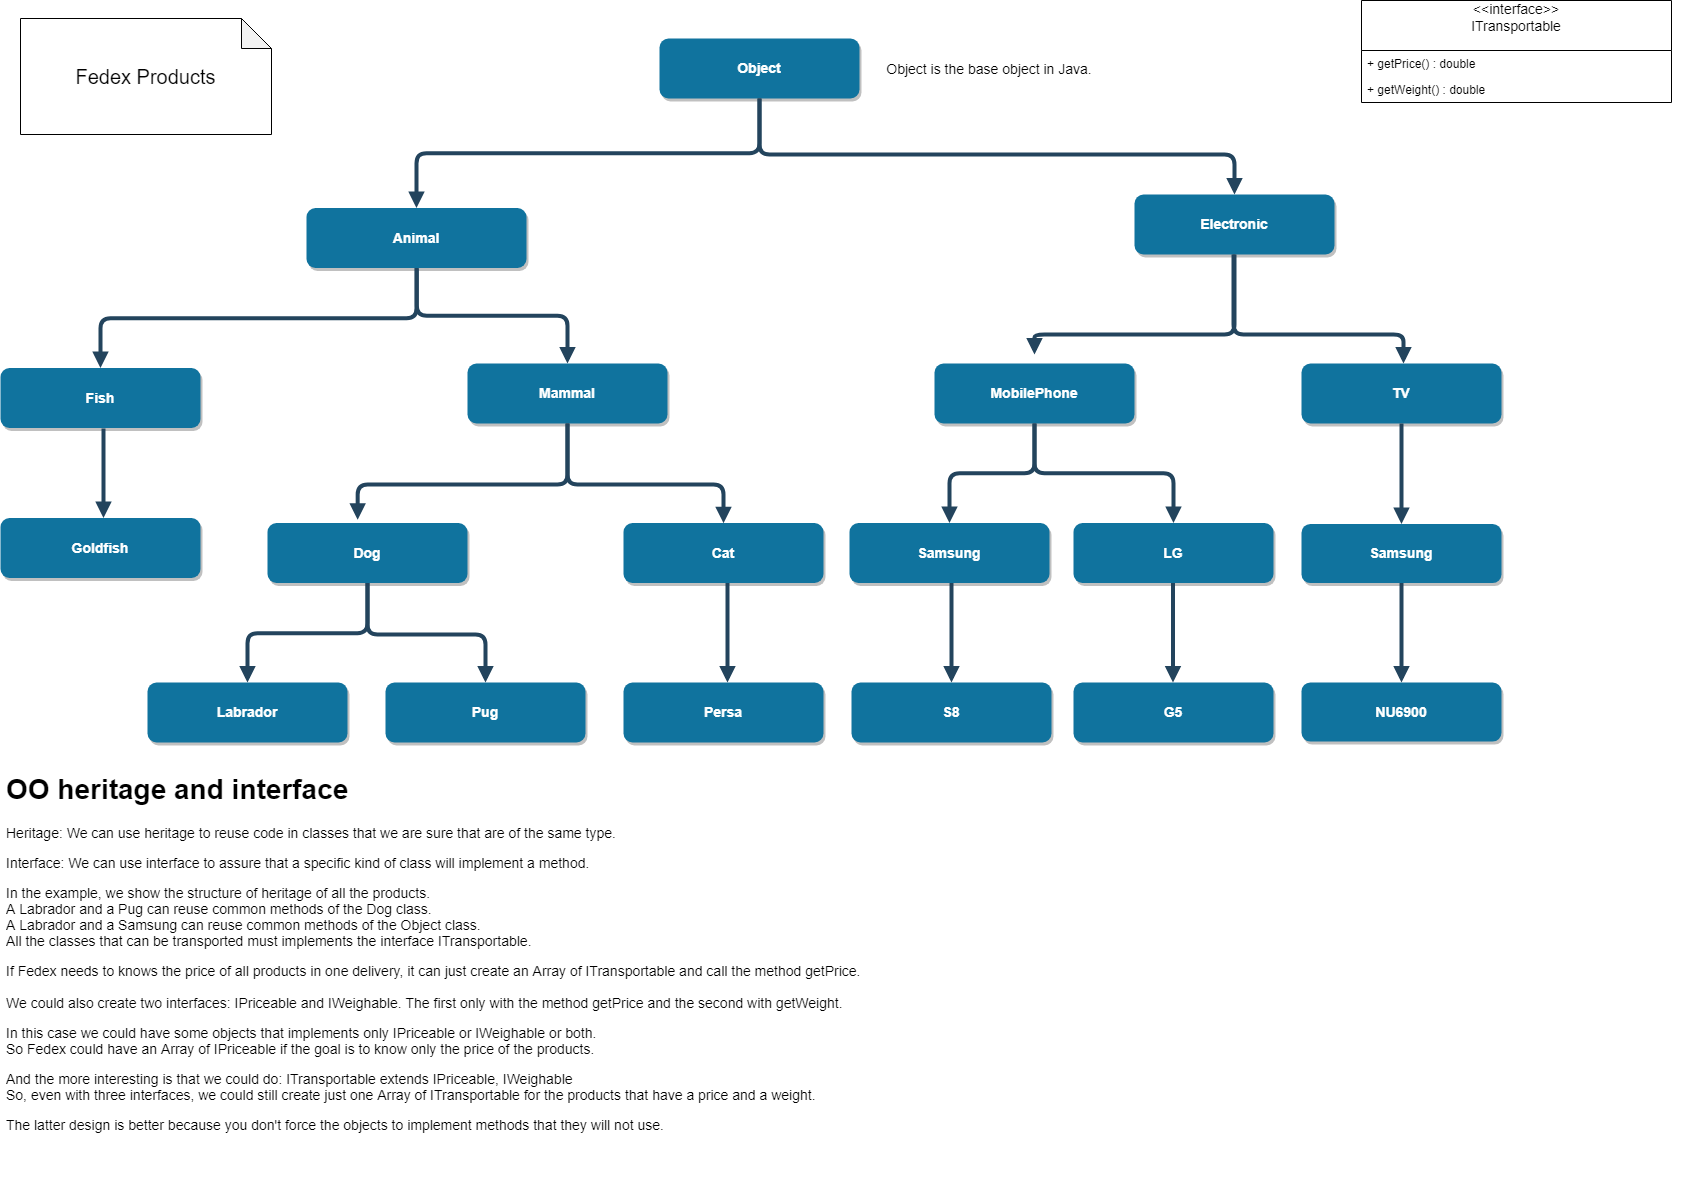 Fedex Products
Object
Object is the base object in Java.
<<interface>>
ITransportable
+ getPrice() : double
+ getWeight() : double
Animal
Electronic
Fish
Mammal
MobilePhone
TV
Goldfish
Dog
Cat
Samsung
LG
Samsung
Labrador
Pug
Persa
S8
G5
NU6900
OO heritage and interface
Heritage: We can use heritage to reuse code in classes that we are sure that are of the same type.
Interface: We can use interface to assure that a specific kind of class will implement a method.
In the example, we show the structure of heritage of all the products.
A Labrador and a Pug can reuse common methods of the Dog class.
A Labrador and a Samsung can reuse common methods of the Object class.
All the classes that can be transported must implements the interface ITransportable.
If Fedex needs to knows the price of all products in one delivery, it can just create an Array of ITransportable and call the method getPrice.
We could also create two interfaces: IPriceable and IWeighable. The first only with the method getPrice and the second with getWeight.
In this case we could have some objects that implements only IPriceable or IWeighable or both.
So Fedex could have an Array of IPriceable if the goal is to know only the price of the products.
And the more interesting is that we could do: ITransportable extends IPriceable, IWeighable
So, even with three interfaces, we could still create just one Array of ITransportable for the products that have a price and a weight.
The latter design is better because you don't force the objects to implement methods that they will not use.